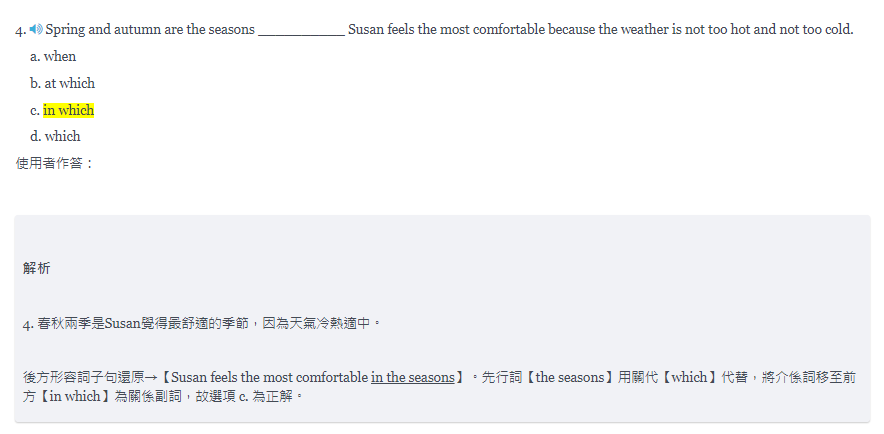 4. Spring and autumn are the seasons ____________ Susan feels the most comfortable because the weather is not too hot and not too cold.
a. when
b. at which
c. in which
d. which
使用者作答：
解析
4. 春秋兩季是Susan覺得最舒適的季節，因為天氣冷熱適中。
後方形容詞子句還原→【Susan feels the most comfortable in the seasons】。先行詞【the seasons】用關代【which】代替，將介係詞移至前
方【in which】為關係副詞，故選項 c. 為正解。